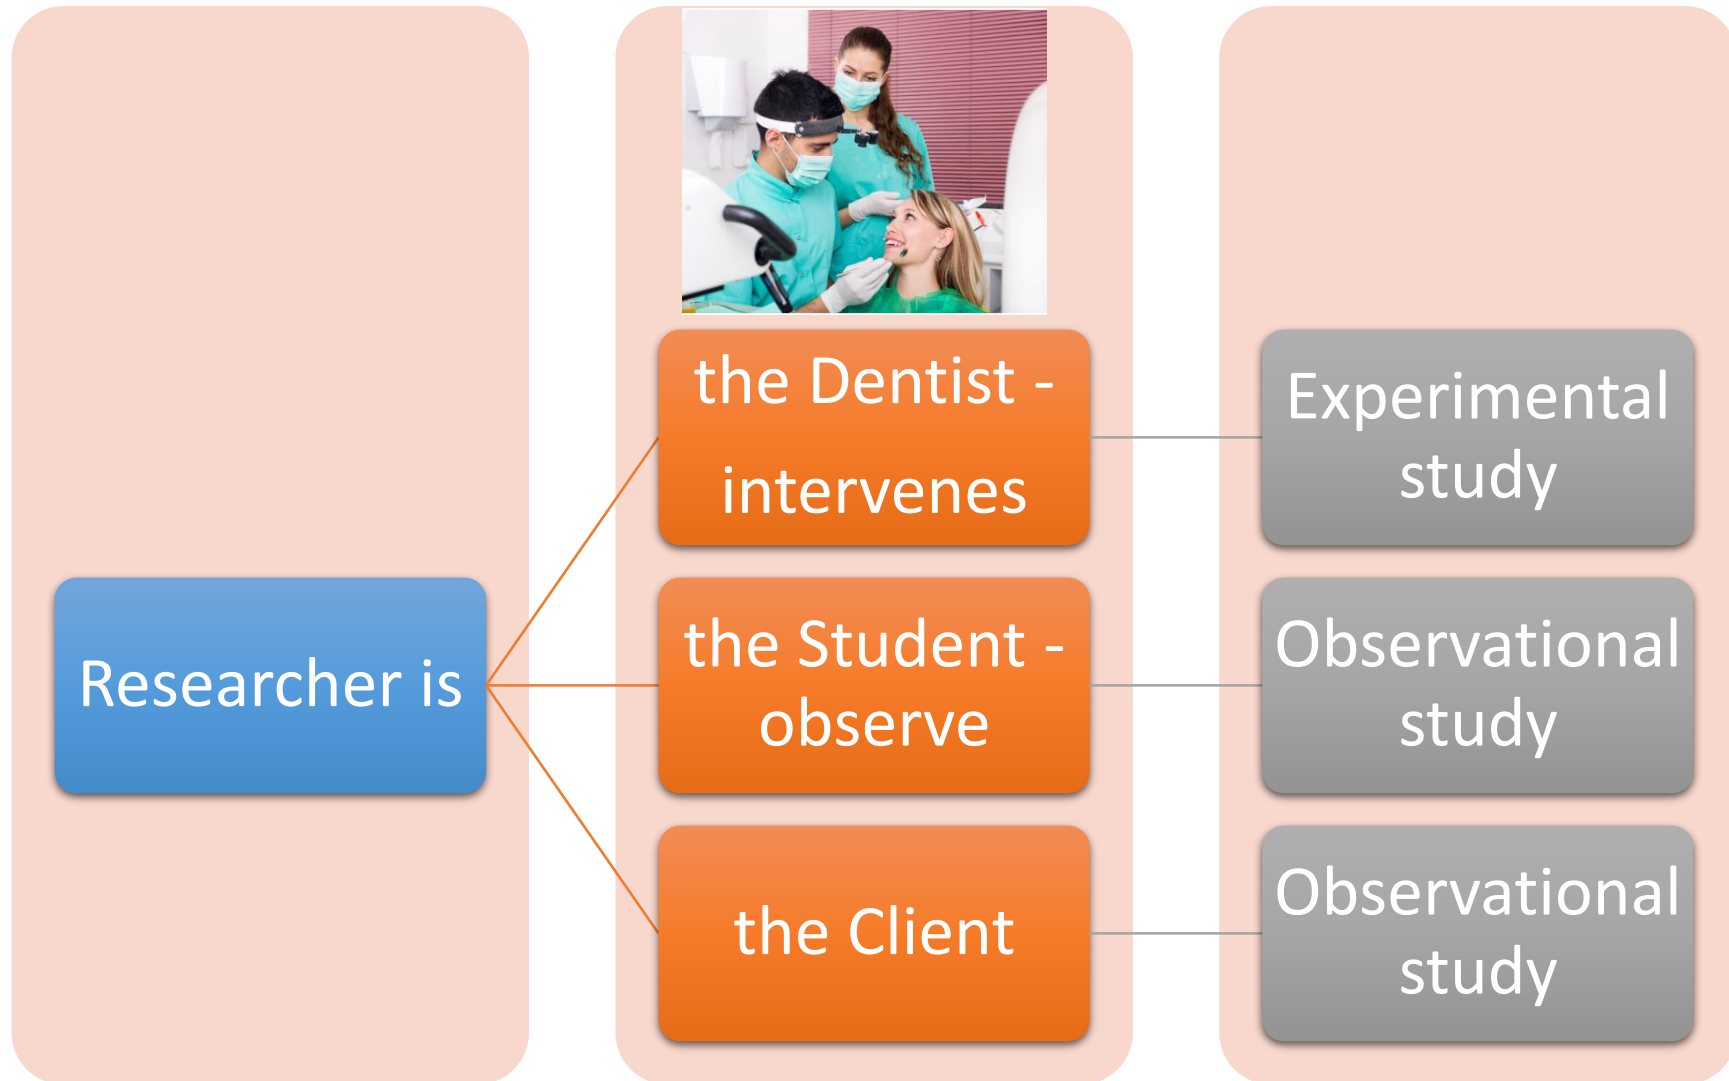 Researcher is
the Dentist -
intervenes
the Student -
observe
the Client
Experimental
study
Observational
study
Observational
study